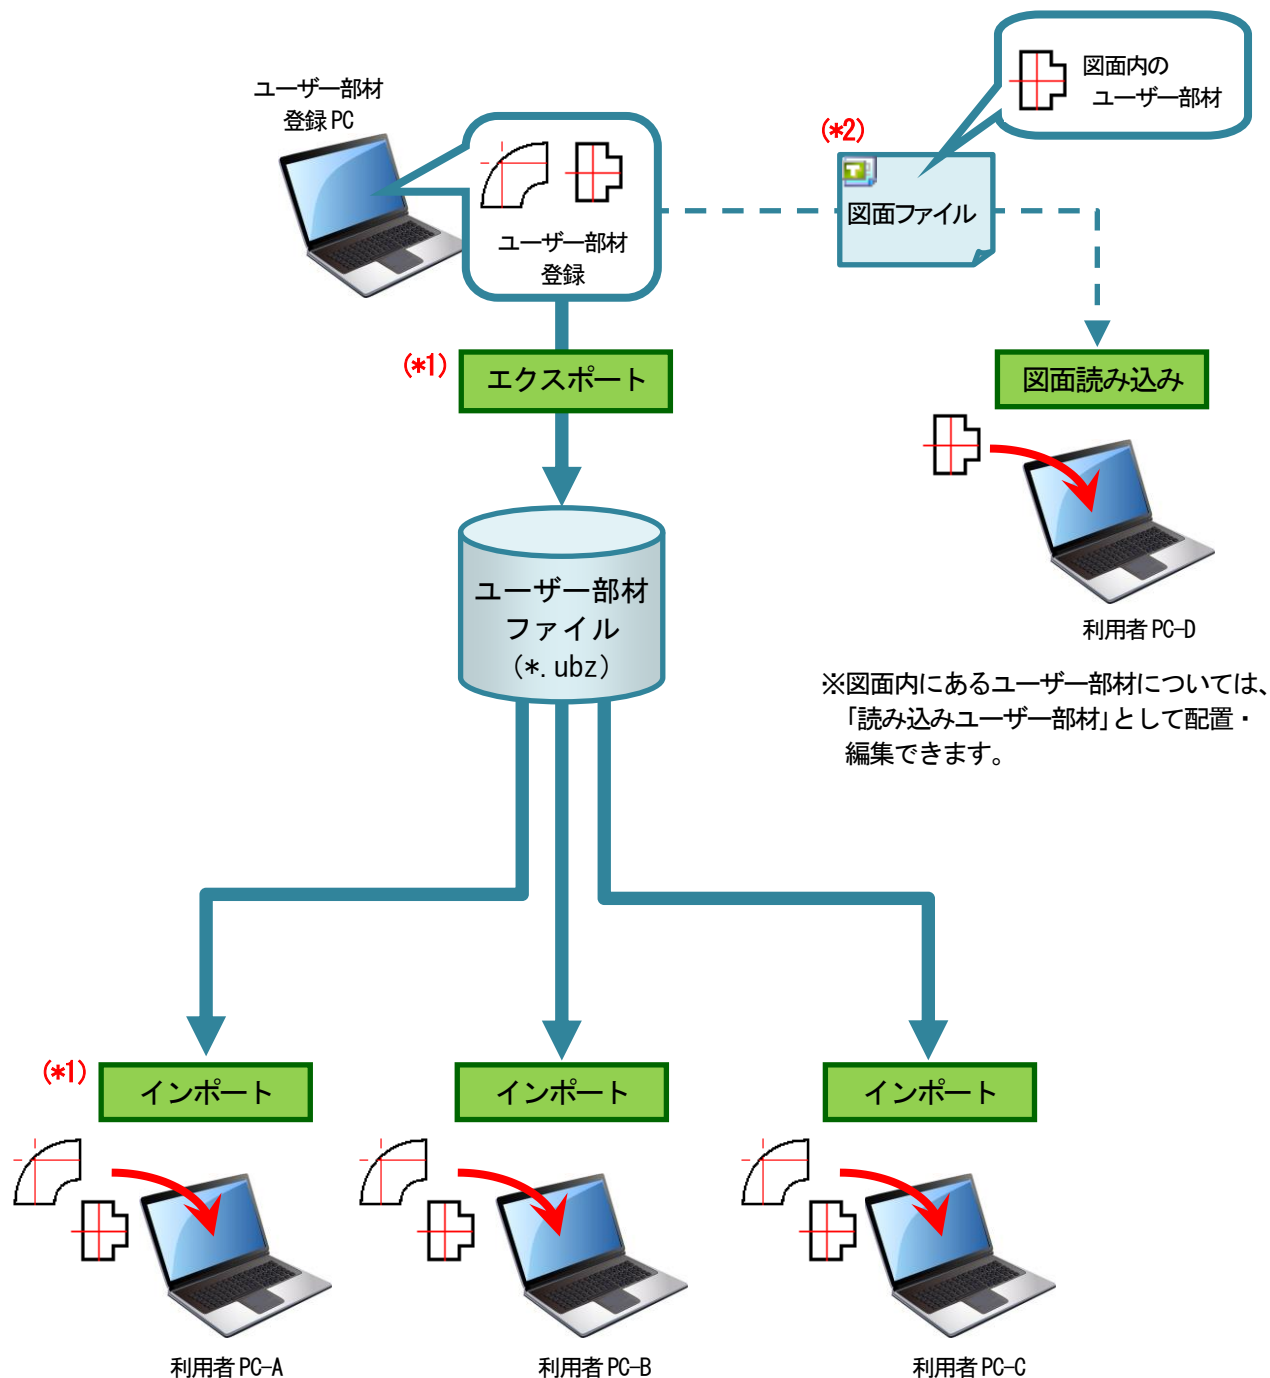 ユーザー部材
登録PC
ユーザー部材
登録
図面内の
ユーザー部材
(*2)
T
図面ファイル
(*1)
エクスポート
図面読み込み
ユーザー部材
ファイル
(*.ubz)
利用者PC-D
※図面内にあるユーザー部材については、
「読み込みユーザー部材」として配置・
編集できます。
(*1)
インポート
インポート
インポート
利用者PC-A
利用者PC-B
利用者PC-C